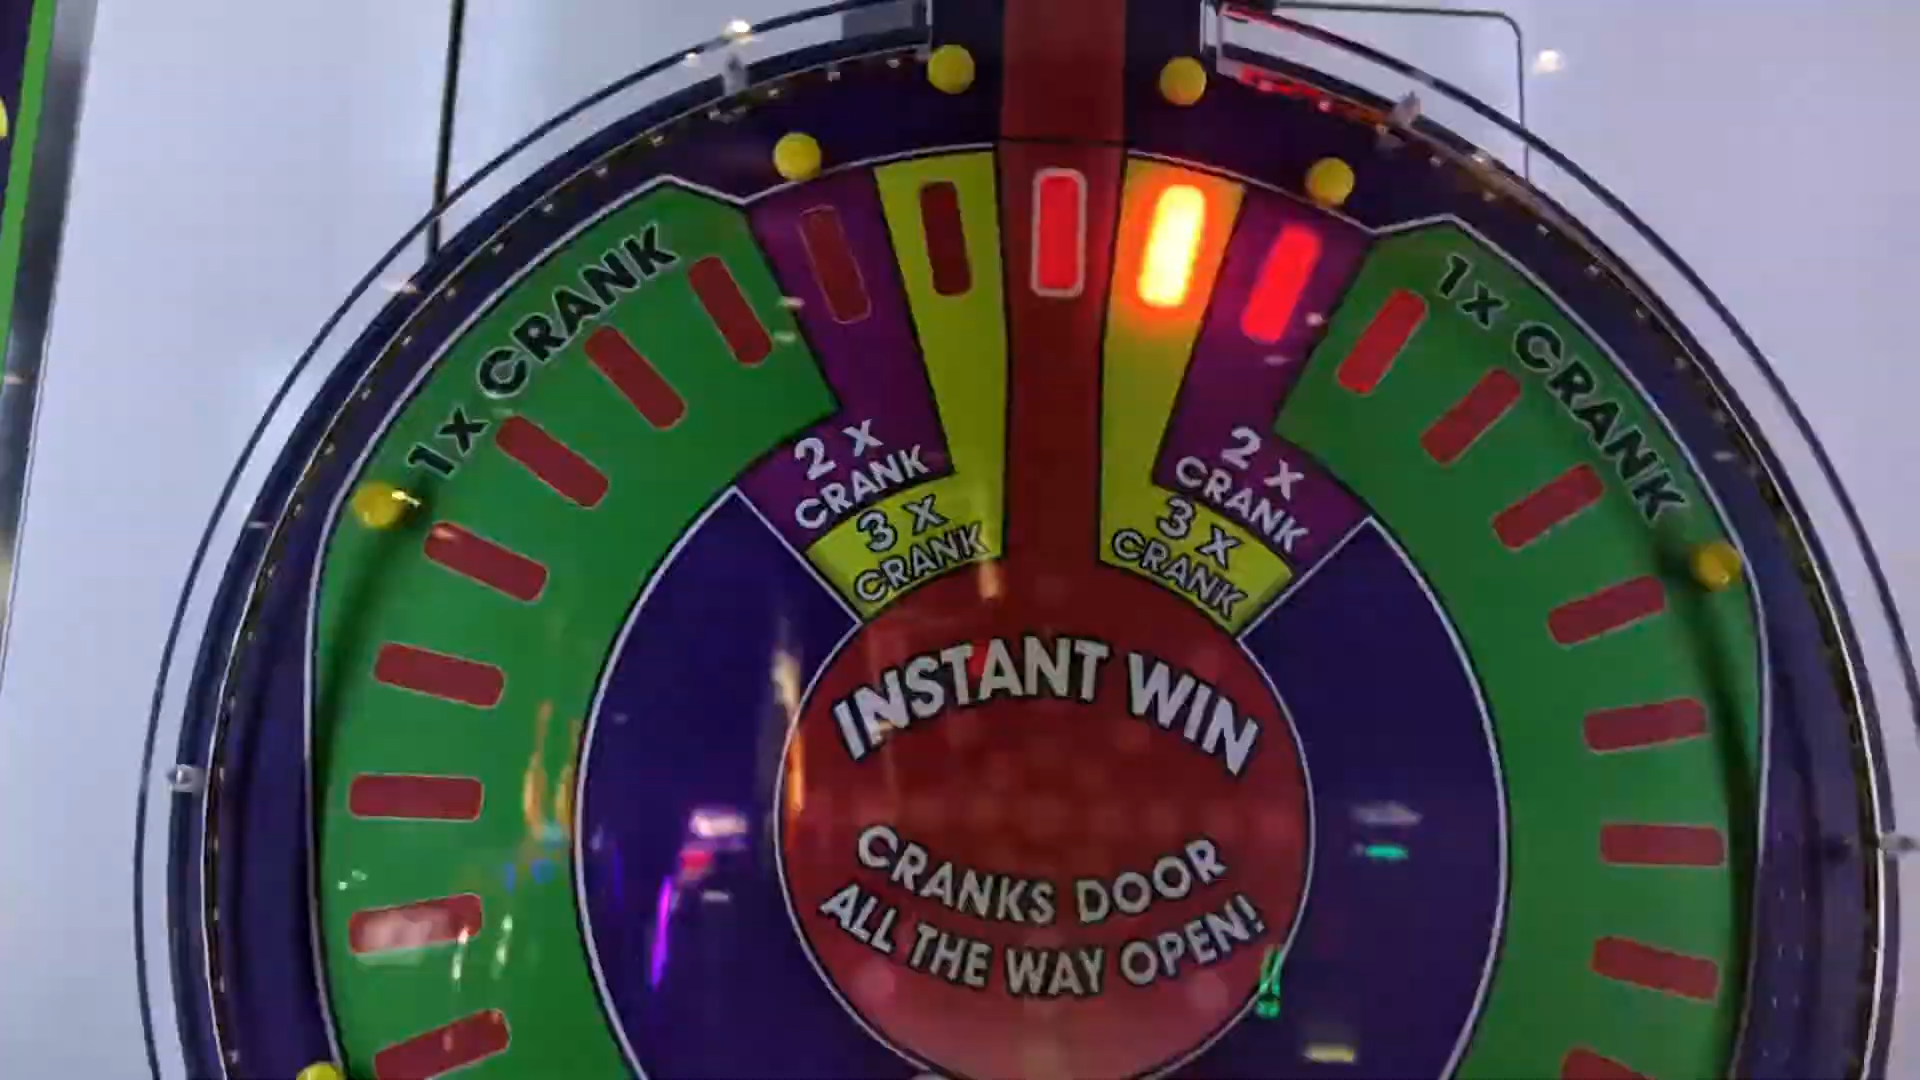 1x CRANK
1x CRANK
2 x
CRANK
3 x
CRANK
2 x
CRANK
3 x
CRANK
INSTANT WIN
CRANKS DOOR
ALL THE WAY OPEN!